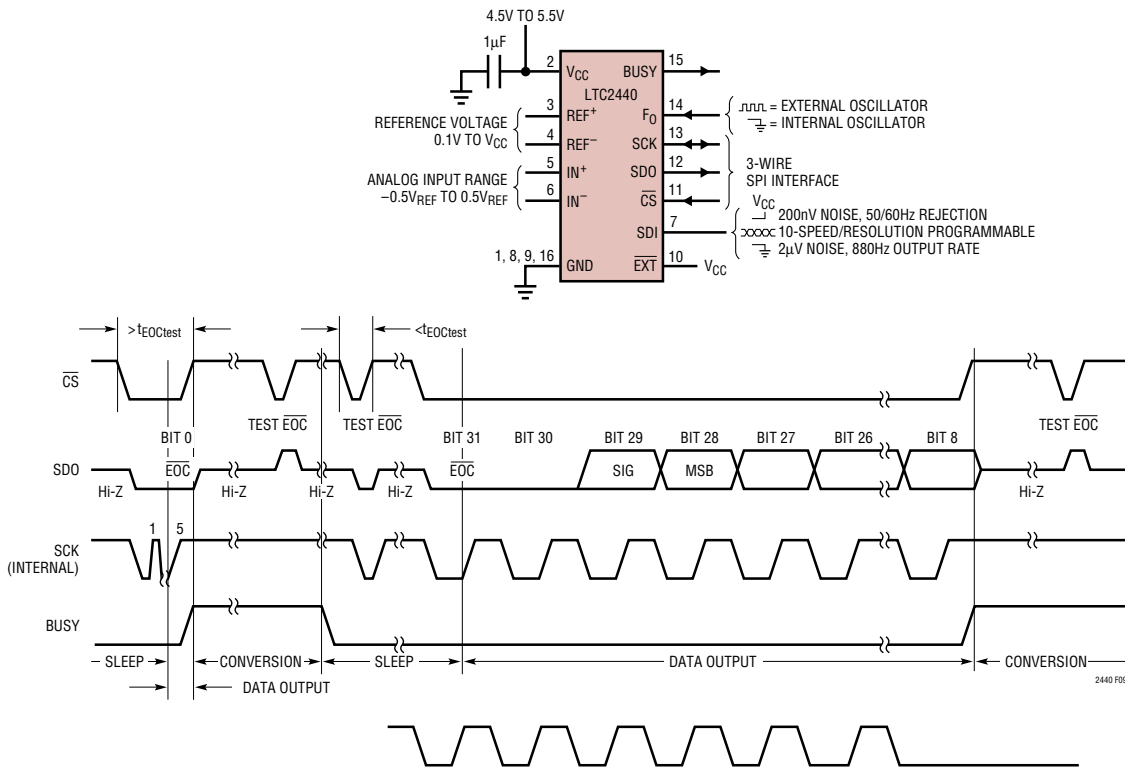 4.5V TO 5.5V
1µF
2
VCC
BUSY
15
LTC2440
3
REF+
FO
14
= EXTERNAL OSCILLATOR
= INTERNAL OSCILLATOR
REFERENCE VOLTAGE
0.1V TO VCC
4
REF−
SCK
13
3-WIRE
SPI INTERFACE
5
IN+
SDO
12
ANALOG INPUT RANGE
−0.5VREF TO 0.5VREF
6
IN−
CS
11
VCC
200nV NOISE, 50/60Hz REJECTION
10-SPEED/RESOLUTION PROGRAMMABLE
2µV NOISE, 880Hz OUTPUT RATE
SDI
7
1, 8, 9, 16
GND
EXT
10
VCC
>tEOCtest
<tEOCtest
CS
TEST EOC
TEST EOC
TEST EOC
BIT 0
BIT 31
BIT 30
BIT 29
BIT 28
BIT 27
BIT 26
BIT 8
SDO
EOC
EOC
SIG
MSB
Hi-Z
Hi-Z
Hi-Z
Hi-Z
Hi-Z
1
5
SCK
(INTERNAL)
BUSY
SLEEP
CONVERSION
SLEEP
DATA OUTPUT
CONVERSION
DATA OUTPUT
2440 F09